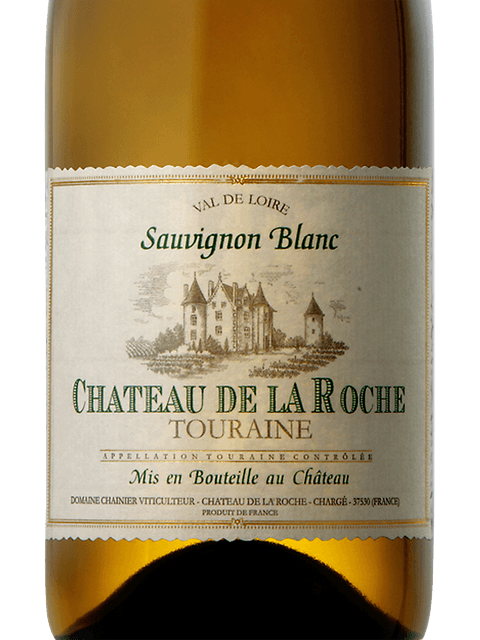 VAL DE LOIRE
Sauvignon Blanc
CHATEAU DE LA ROCHE
TOURAINE
APPELLATION TOURAINE CONTRÔLÉE
Mis en Bouteille au Château
DOMAINE CHAINIER VITICULTEUR - CHATEAU DE LA ROCHE - CHARGÉ - 37530 (FRANCE)
PRODUIT DE FRANCE